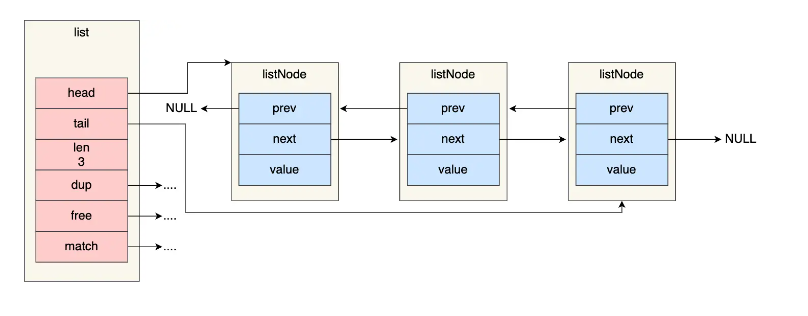 list
head
tail
len
3
dup
free
match
....
....
....
NULL
listNode
prev
next
value
listNode
prev
next
value
listNode
prev
next
value
NULL